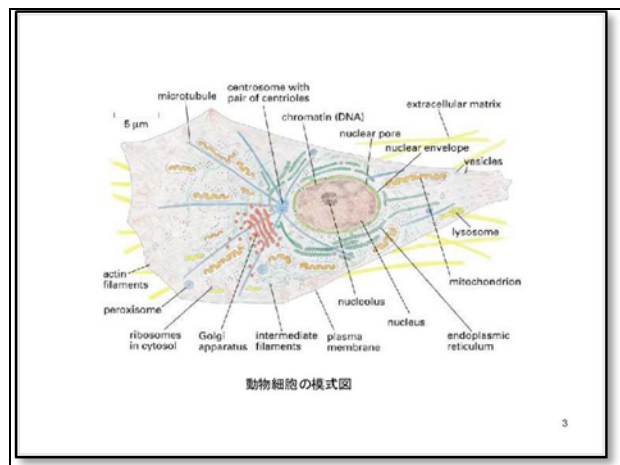 microtubule
centrosome with
pair of centrioles
5 μm
chromatin (DNA)
extracellular matrix
nuclear pore
nuclear envelope
vesicles
lysosome
actin
filaments
mitochondrion
peroxisome
nucleolus
ribosomes
in cytosol
Golgi
apparatus
intermediate
filaments
plasma
membrane
nucleus
endoplasmic
reticulum
動物細胞の模式図
3